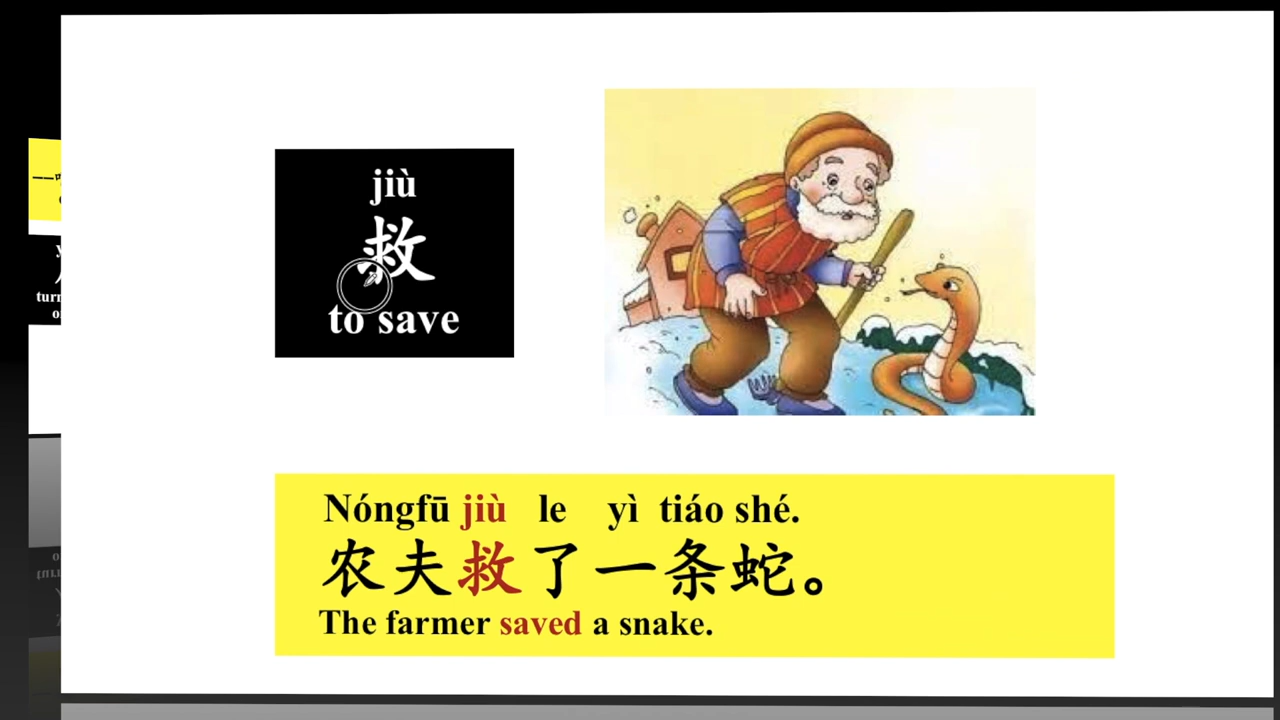 jiù
救
to save
Nóngfū jiù le yì tiáo shé.
农夫救了一条蛇。
The farmer saved a snake.